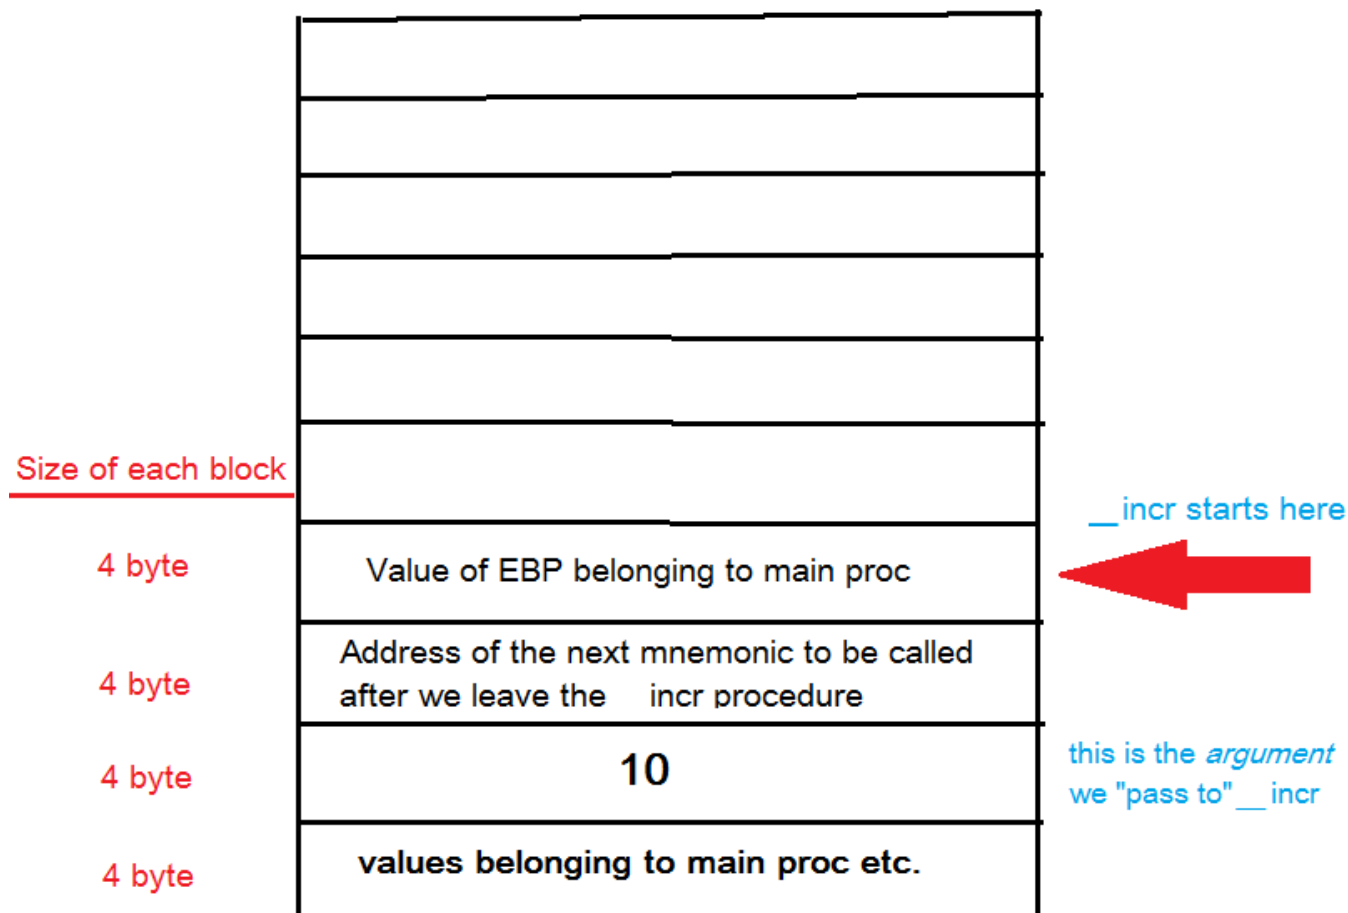 Size of each block
__incr starts here
4 byte
Value of EBP belonging to main proc
Address of the next mnemonic to be called
4 byte
after we leave the    incr procedure
this is the argument
4 byte
10
we "pass to"__incr
values belonging to main proc etc.
4 byte